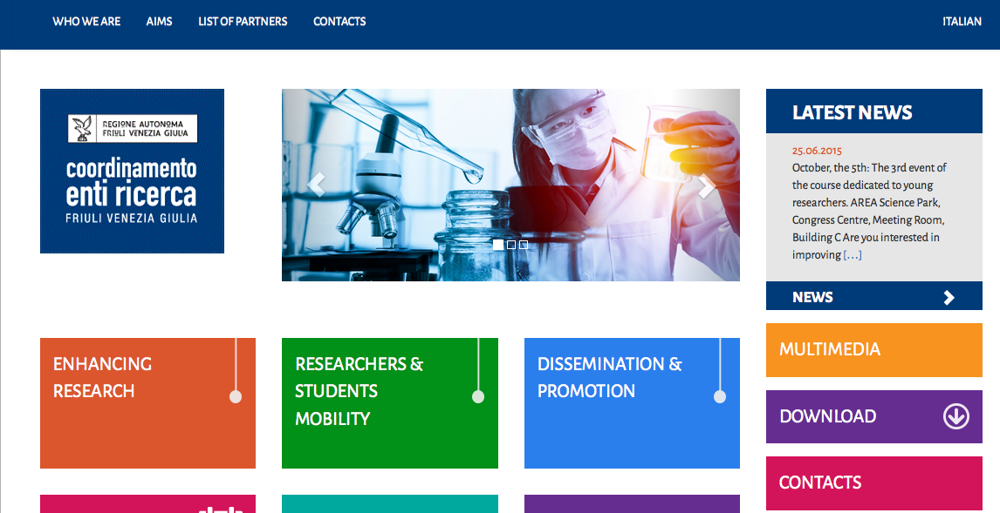 WHO WE ARE
AIMS
LIST OF PARTNERS
CONTACTS
ITALIAN
REGIONE AUTONOMA
FRIULI VENEZIA GIULIA
coordinamento
enti ricerca
FRIULI VENEZIA GIULIA
LATEST NEWS
25.06.2015
October, the 5th: The 3rd event of
the course dedicated to young
researchers. AREA Science Park,
Congress Centre, Meeting Room,
Building C Are you interested in
improving [...]
NEWS
MULTIMEDIA
DOWNLOAD
CONTACTS
ENHANCING
RESEARCH
RESEARCHERS &
STUDENTS
MOBILITY
DISSEMINATION &
PROMOTION